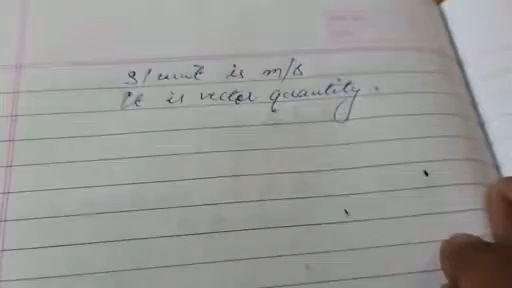 SI unit is m/s
It is vector quantity.